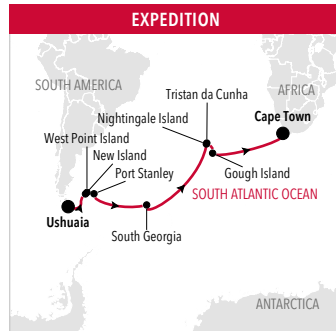 EXPEDITION
SOUTH AMERICA
AFRICA
Tristan da Cunha
Nightingale Island
Cape Town
West Point Island
New Island
Port Stanley
Gough Island
SOUTH ATLANTIC OCEAN
Ushuaia
South Georgia
ANTARCTICA